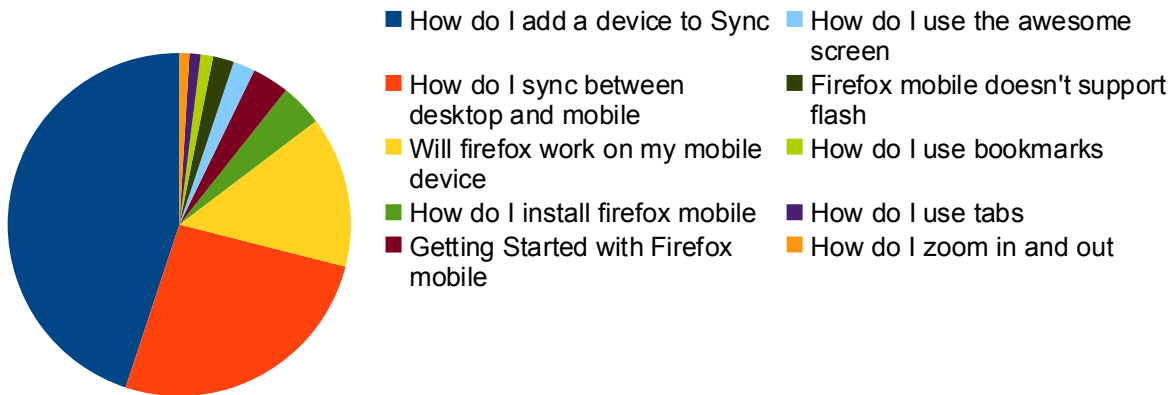 How do I add a device to Sync
How do I sync between
desktop and mobile
Will firefox work on my mobile
device
How do I install firefox mobile
Getting Started with Firefox
mobile
How do I use the awesome
screen
Firefox mobile doesn't support
flash
How do I use bookmarks
How do I use tabs
How do I zoom in and out